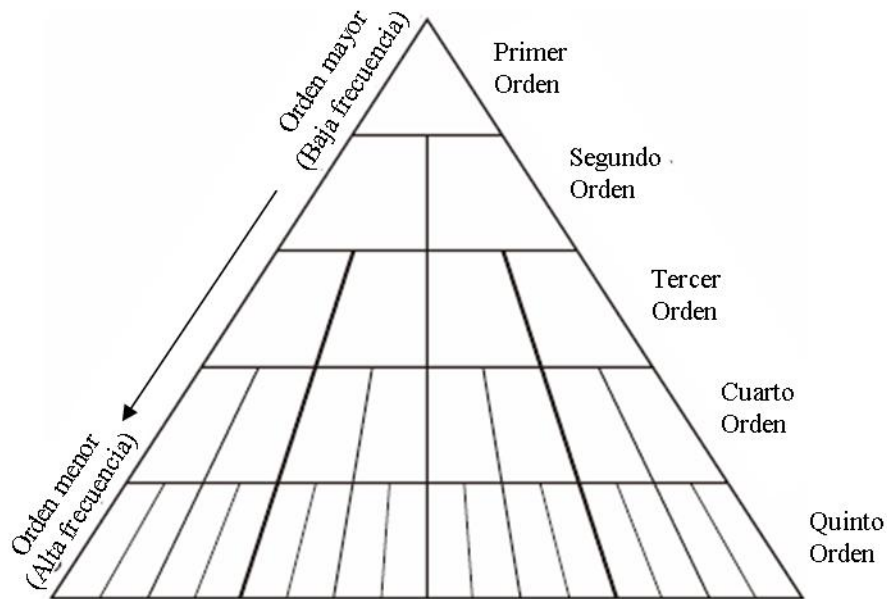 Orden mayor
(Baja frecuencia)
Primer
Orden
Segundo
Orden
Tercer
Orden
Cuarto
Orden
Orden menor
(Alta frecuencia)
Quinto
Orden